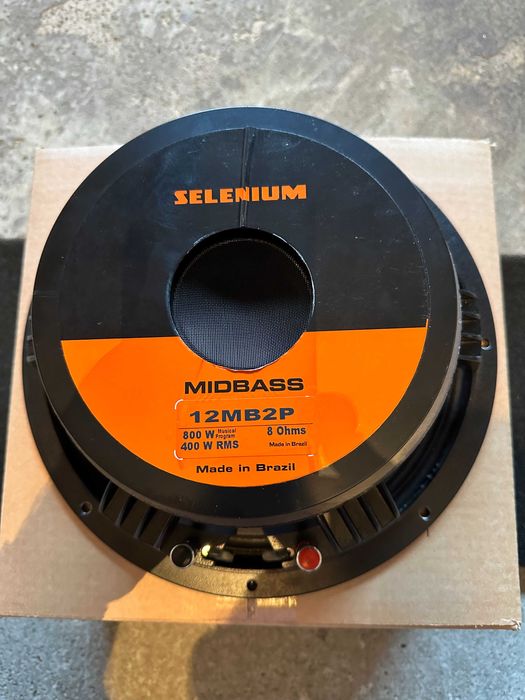 SELENIUM
MIDBASS
12MB2P
800 W Musical Program 8 Ohms
400 W RMS Made in Brazil
Made in Brazil